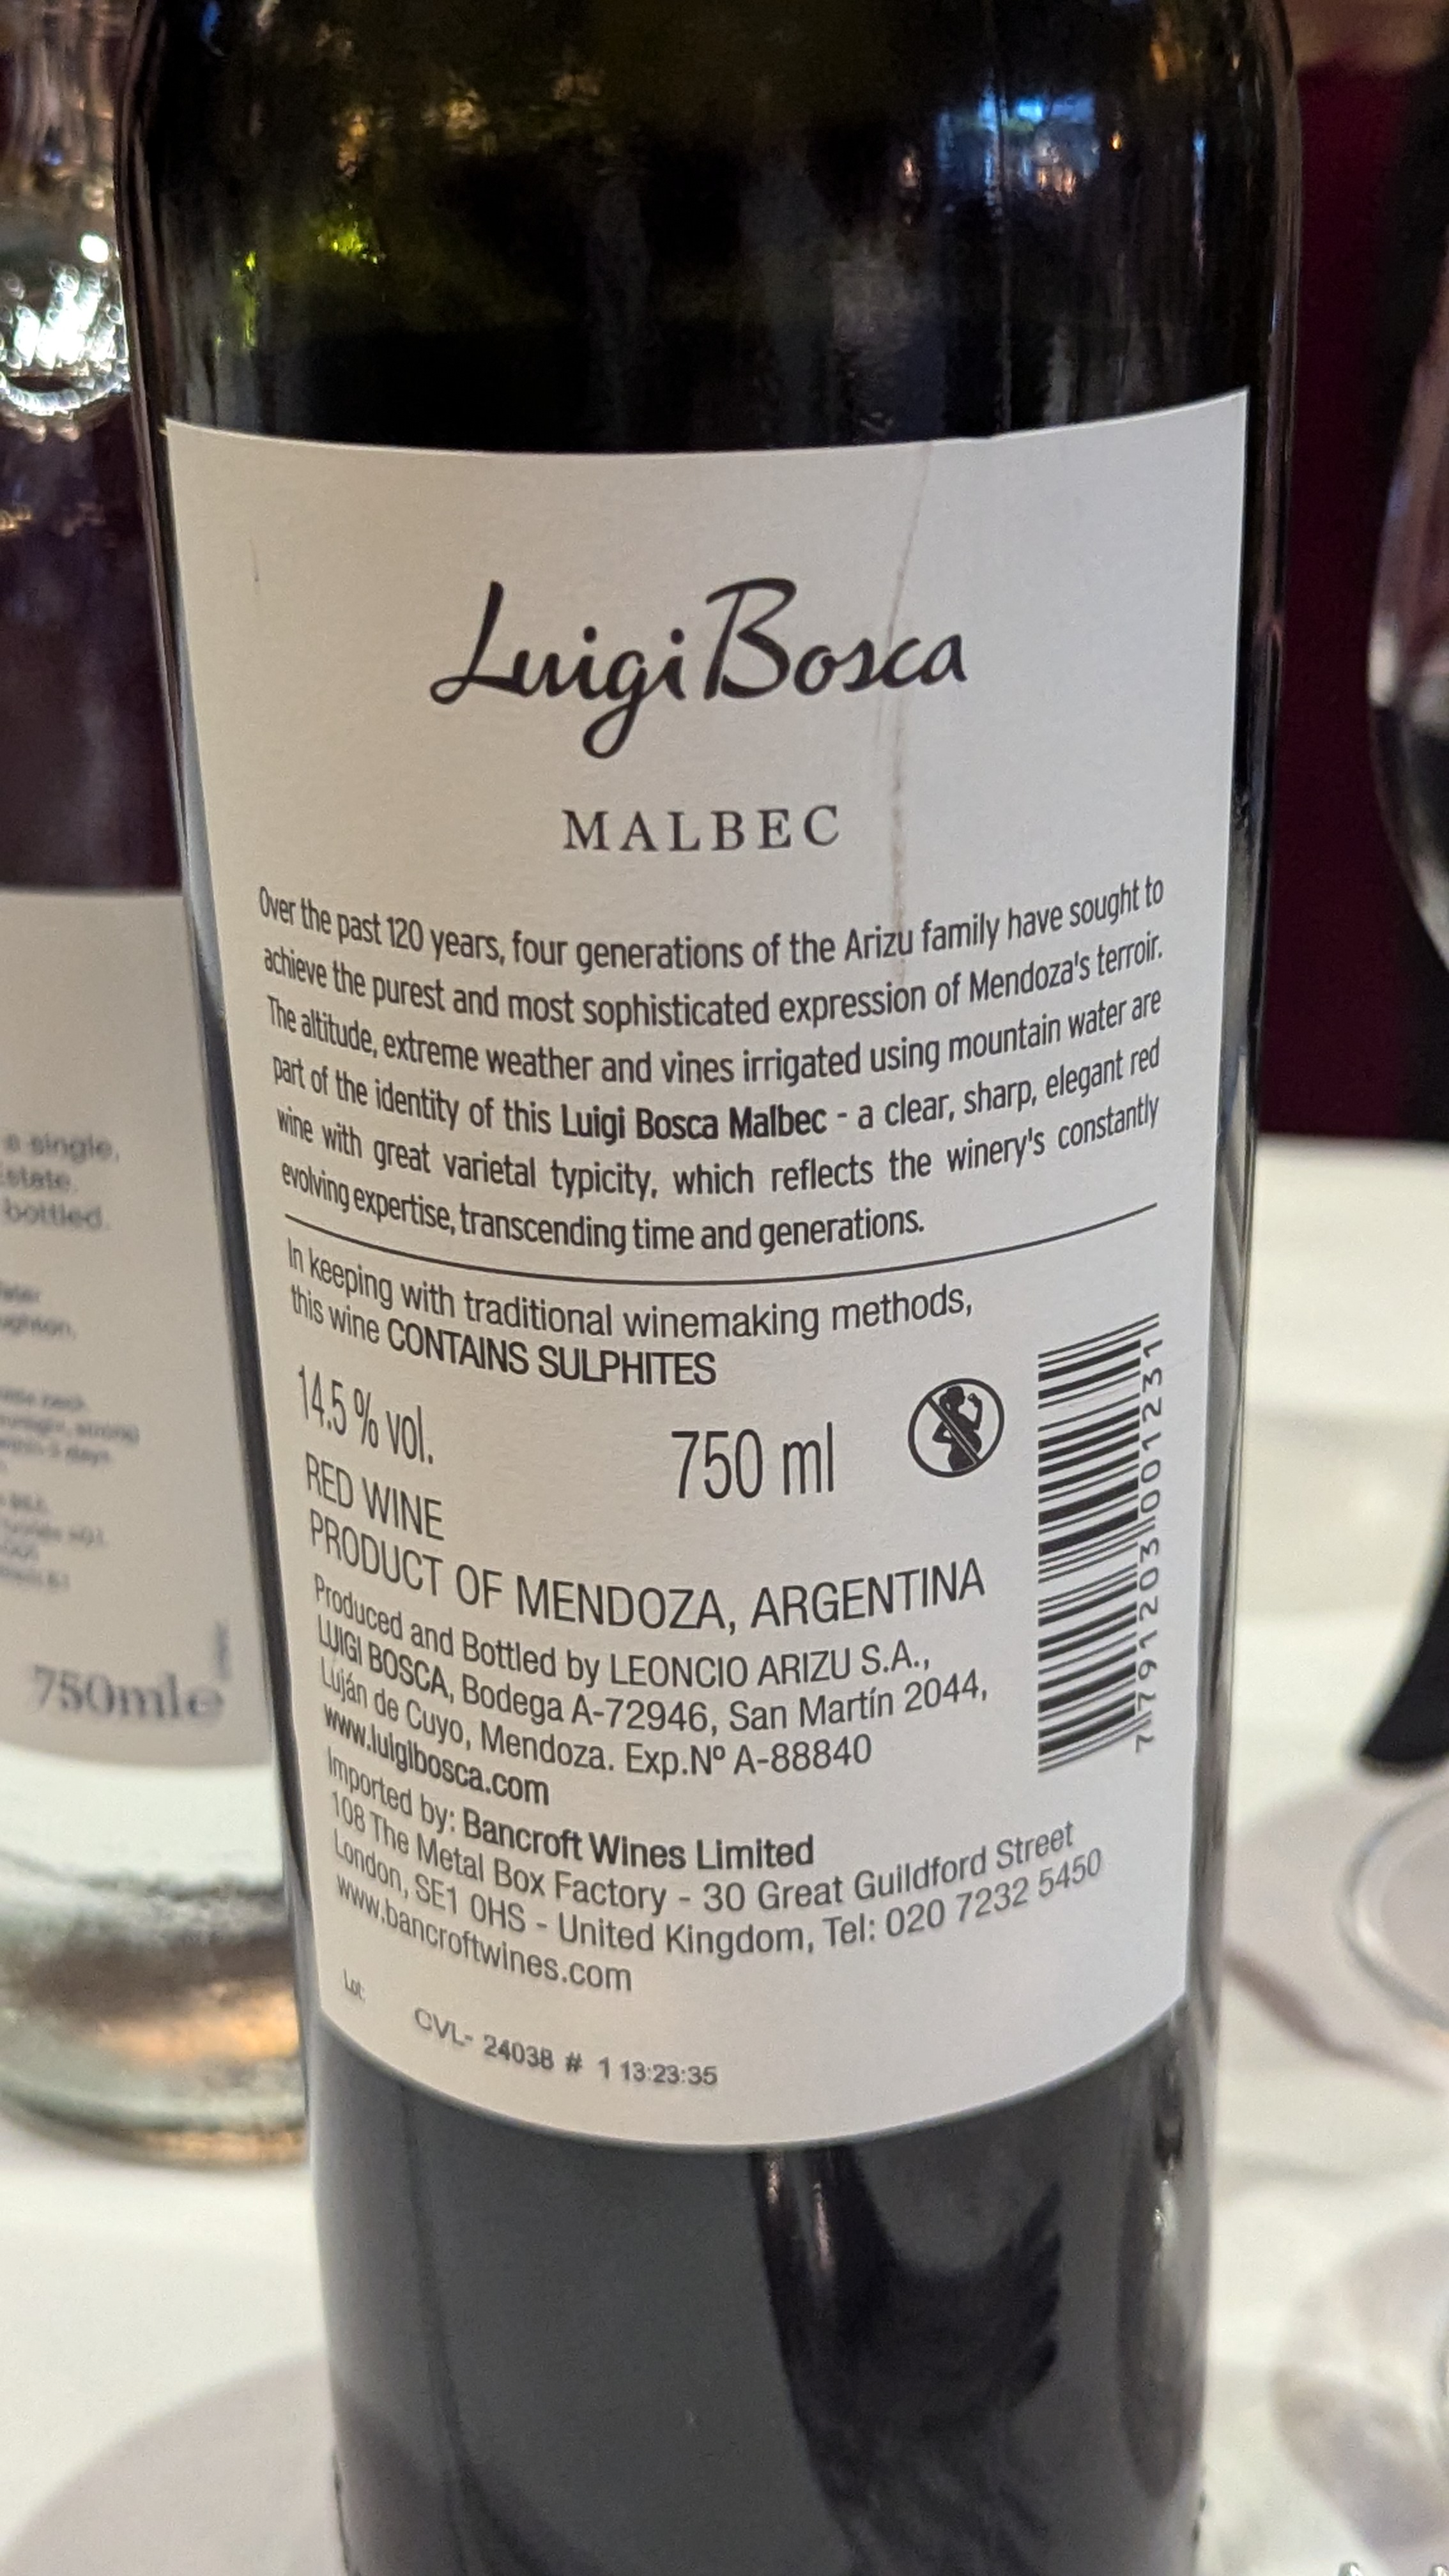 Luigi Bosca
MALBEC
Over the past 120 years, four generations of the Arizu family have sought to
achieve the purest and most sophisticated expression of Mendoza's terroir.
The altitude, extreme weather and vines irrigated using mountain water are
part of the identity of this Luigi Bosca Malbec - a clear, sharp, elegant red
wine with great varietal typicity, which reflects the winery's constantly
evolving expertise, transcending time and generations.
In keeping with traditional winemaking methods,
this wine CONTAINS SULPHITES
14.5 % vol.
750 ml
RED WINE
PRODUCT OF MENDOZA, ARGENTINA
Produced and Bottled by LEONCIO ARIZU S.A.,
LUIGI BOSCA, Bodega A-72946, San Martín 2044,
Luján de Cuyo, Mendoza. Exp.Nº A-88840
www.luigibosca.com
Imported by: Bancroft Wines Limited
108 The Metal Box Factory - 30 Great Guildford Street
London, SE1 0HS - United Kingdom, Tel: 020 7232 5450
www.bancroftwines.com
Lot:
CVL- 24038 # 1 13:23:35
7 791203 001231
a single,
Estate.
bottled.
750ml℮